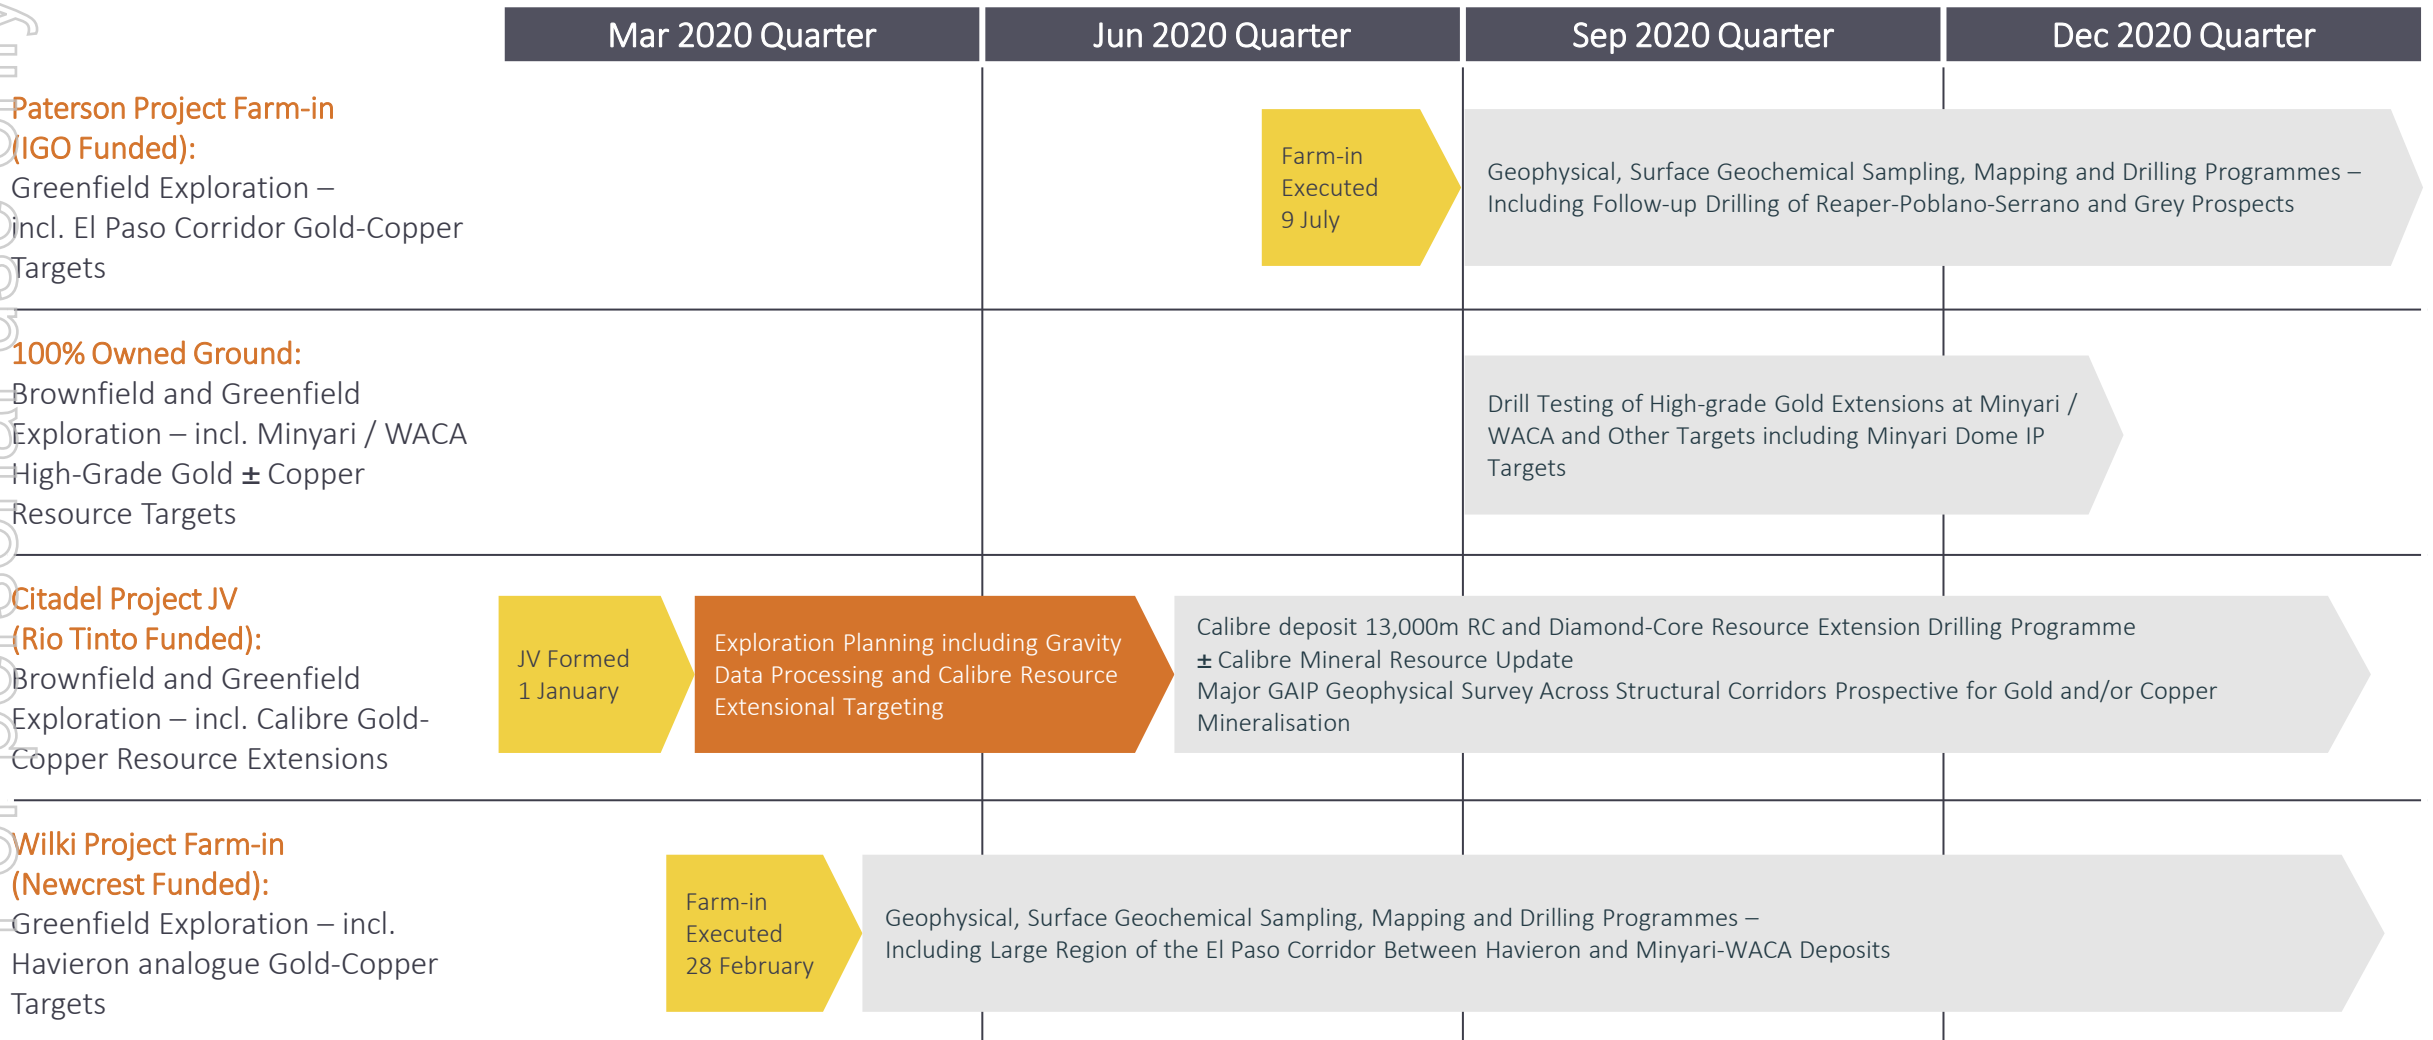 Mar 2020 Quarter
Jun 2020 Quarter
Sep 2020 Quarter
Dec 2020 Quarter
Paterson Project Farm-in
(IGO Funded):
Greenfield Exploration –
incl. El Paso Corridor Gold-Copper
Targets
Farm-in
Executed
9 July
Geophysical, Surface Geochemical Sampling, Mapping and Drilling Programmes –
Including Follow-up Drilling of Reaper-Poblano-Serrano and Grey Prospects
100% Owned Ground:
Brownfield and Greenfield
Exploration – incl. Minyari / WACA
High-Grade Gold ± Copper
Resource Targets
Drill Testing of High-grade Gold Extensions at Minyari /
WACA and Other Targets including Minyari Dome IP
Targets
Citadel Project JV
(Rio Tinto Funded):
Brownfield and Greenfield
Exploration – incl. Calibre Gold-
Copper Resource Extensions
JV Formed
1 January
Exploration Planning including Gravity
Data Processing and Calibre Resource
Extensional Targeting
Calibre deposit 13,000m RC and Diamond-Core Resource Extension Drilling Programme
± Calibre Mineral Resource Update
Major GAIP Geophysical Survey Across Structural Corridors Prospective for Gold and/or Copper
Mineralisation
Wilki Project Farm-in
(Newcrest Funded):
Greenfield Exploration – incl.
Havieron analogue Gold-Copper
Targets
Farm-in
Executed
28 February
Geophysical, Surface Geochemical Sampling, Mapping and Drilling Programmes –
Including Large Region of the El Paso Corridor Between Havieron and Minyari-WACA Deposits